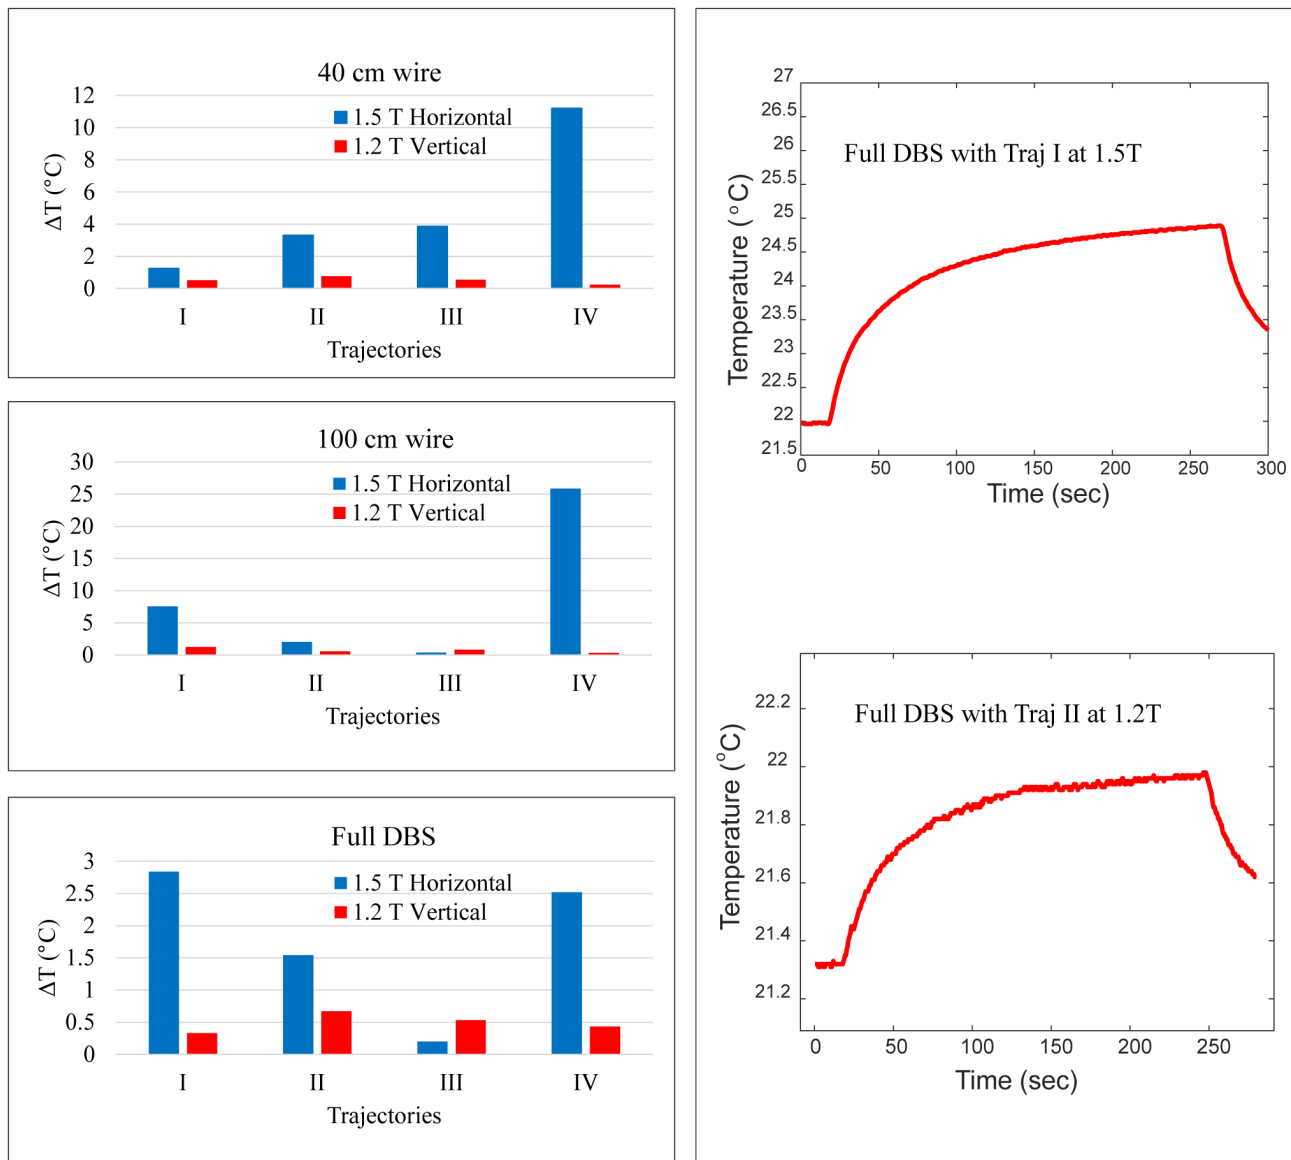 40 cm wire
1.5 T Horizontal
1.2 T Vertical
ΔT (°C)
12
10
8
6
4
2
0
I II III IV
Trajectories
100 cm wire
1.5 T Horizontal
1.2 T Vertical
ΔT (°C)
30
25
20
15
10
5
0
I II III IV
Trajectories
Full DBS
1.5 T Horizontal
1.2 T Vertical
ΔT (°C)
3
2.5
2
1.5
1
0.5
0
I II III IV
Trajectories
Full DBS with Traj I at 1.5T
Temperature (°C)
27
26.5
26
25.5
25
24.5
24
23.5
23
22.5
22
21.5
0 50 100 150 200 250 300
Time (sec)
Full DBS with Traj II at 1.2T
Temperature (°C)
22.2
22
21.8
21.6
21.4
21.2
0 50 100 150 200 250
Time (sec)